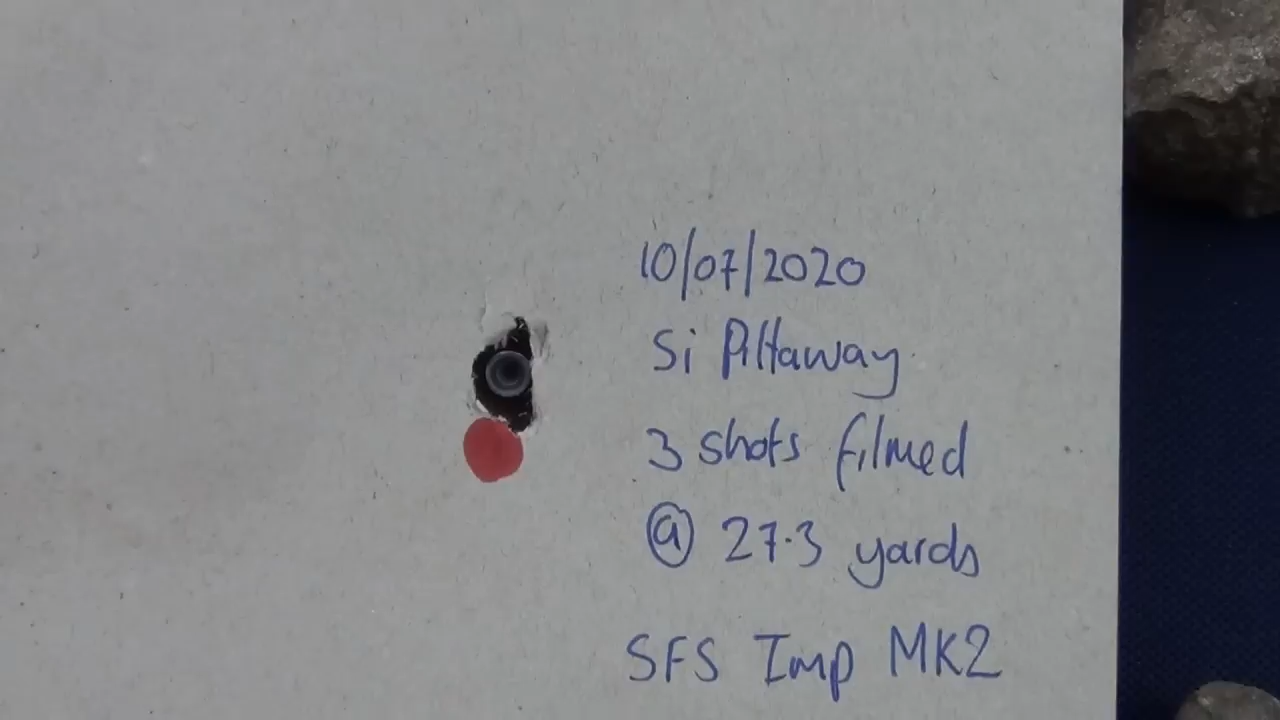 10/07/2020
Si Pittaway
3 shots filmed
@ 27.3 yards
SFS Imp MK2